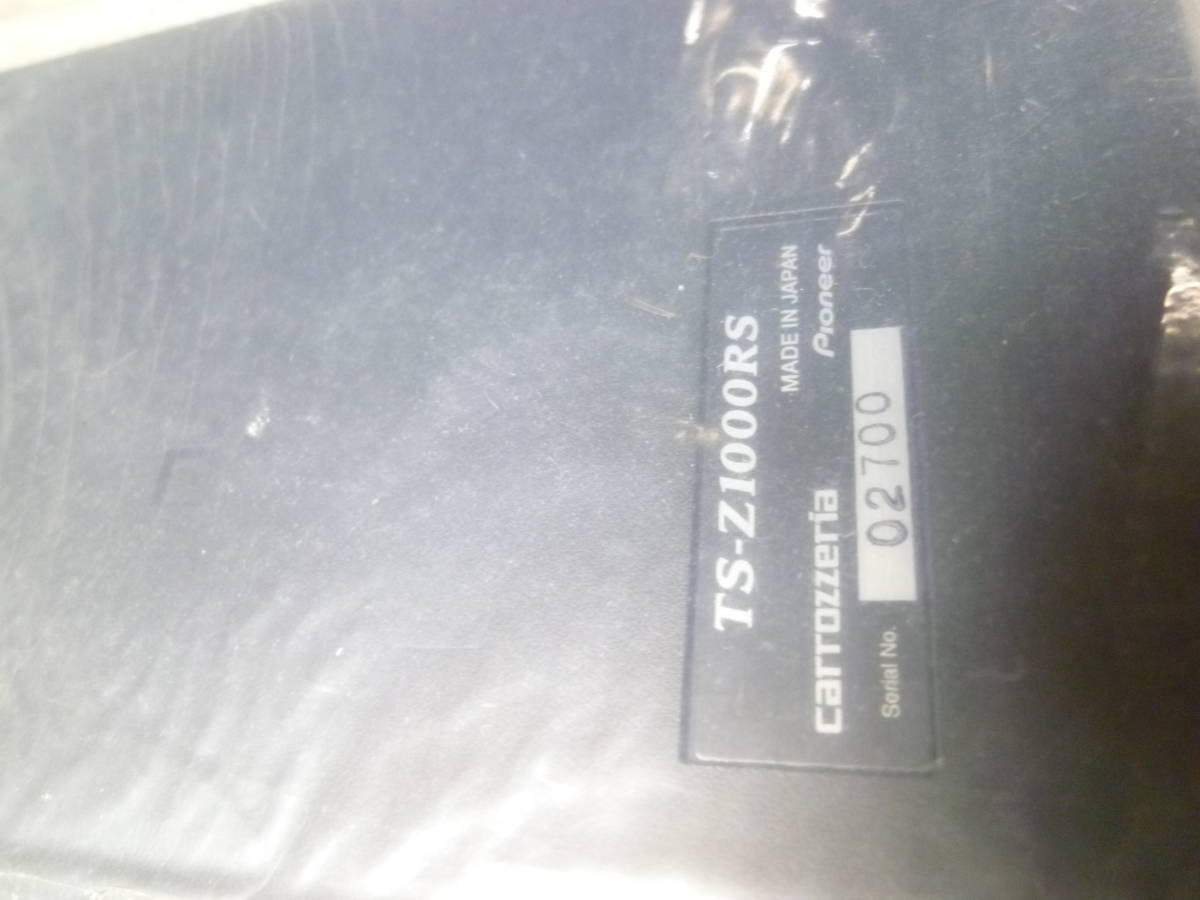 TS-Z1000RS
MADE IN JAPAN
carrozzeria Pioneer
Serial No. 02700